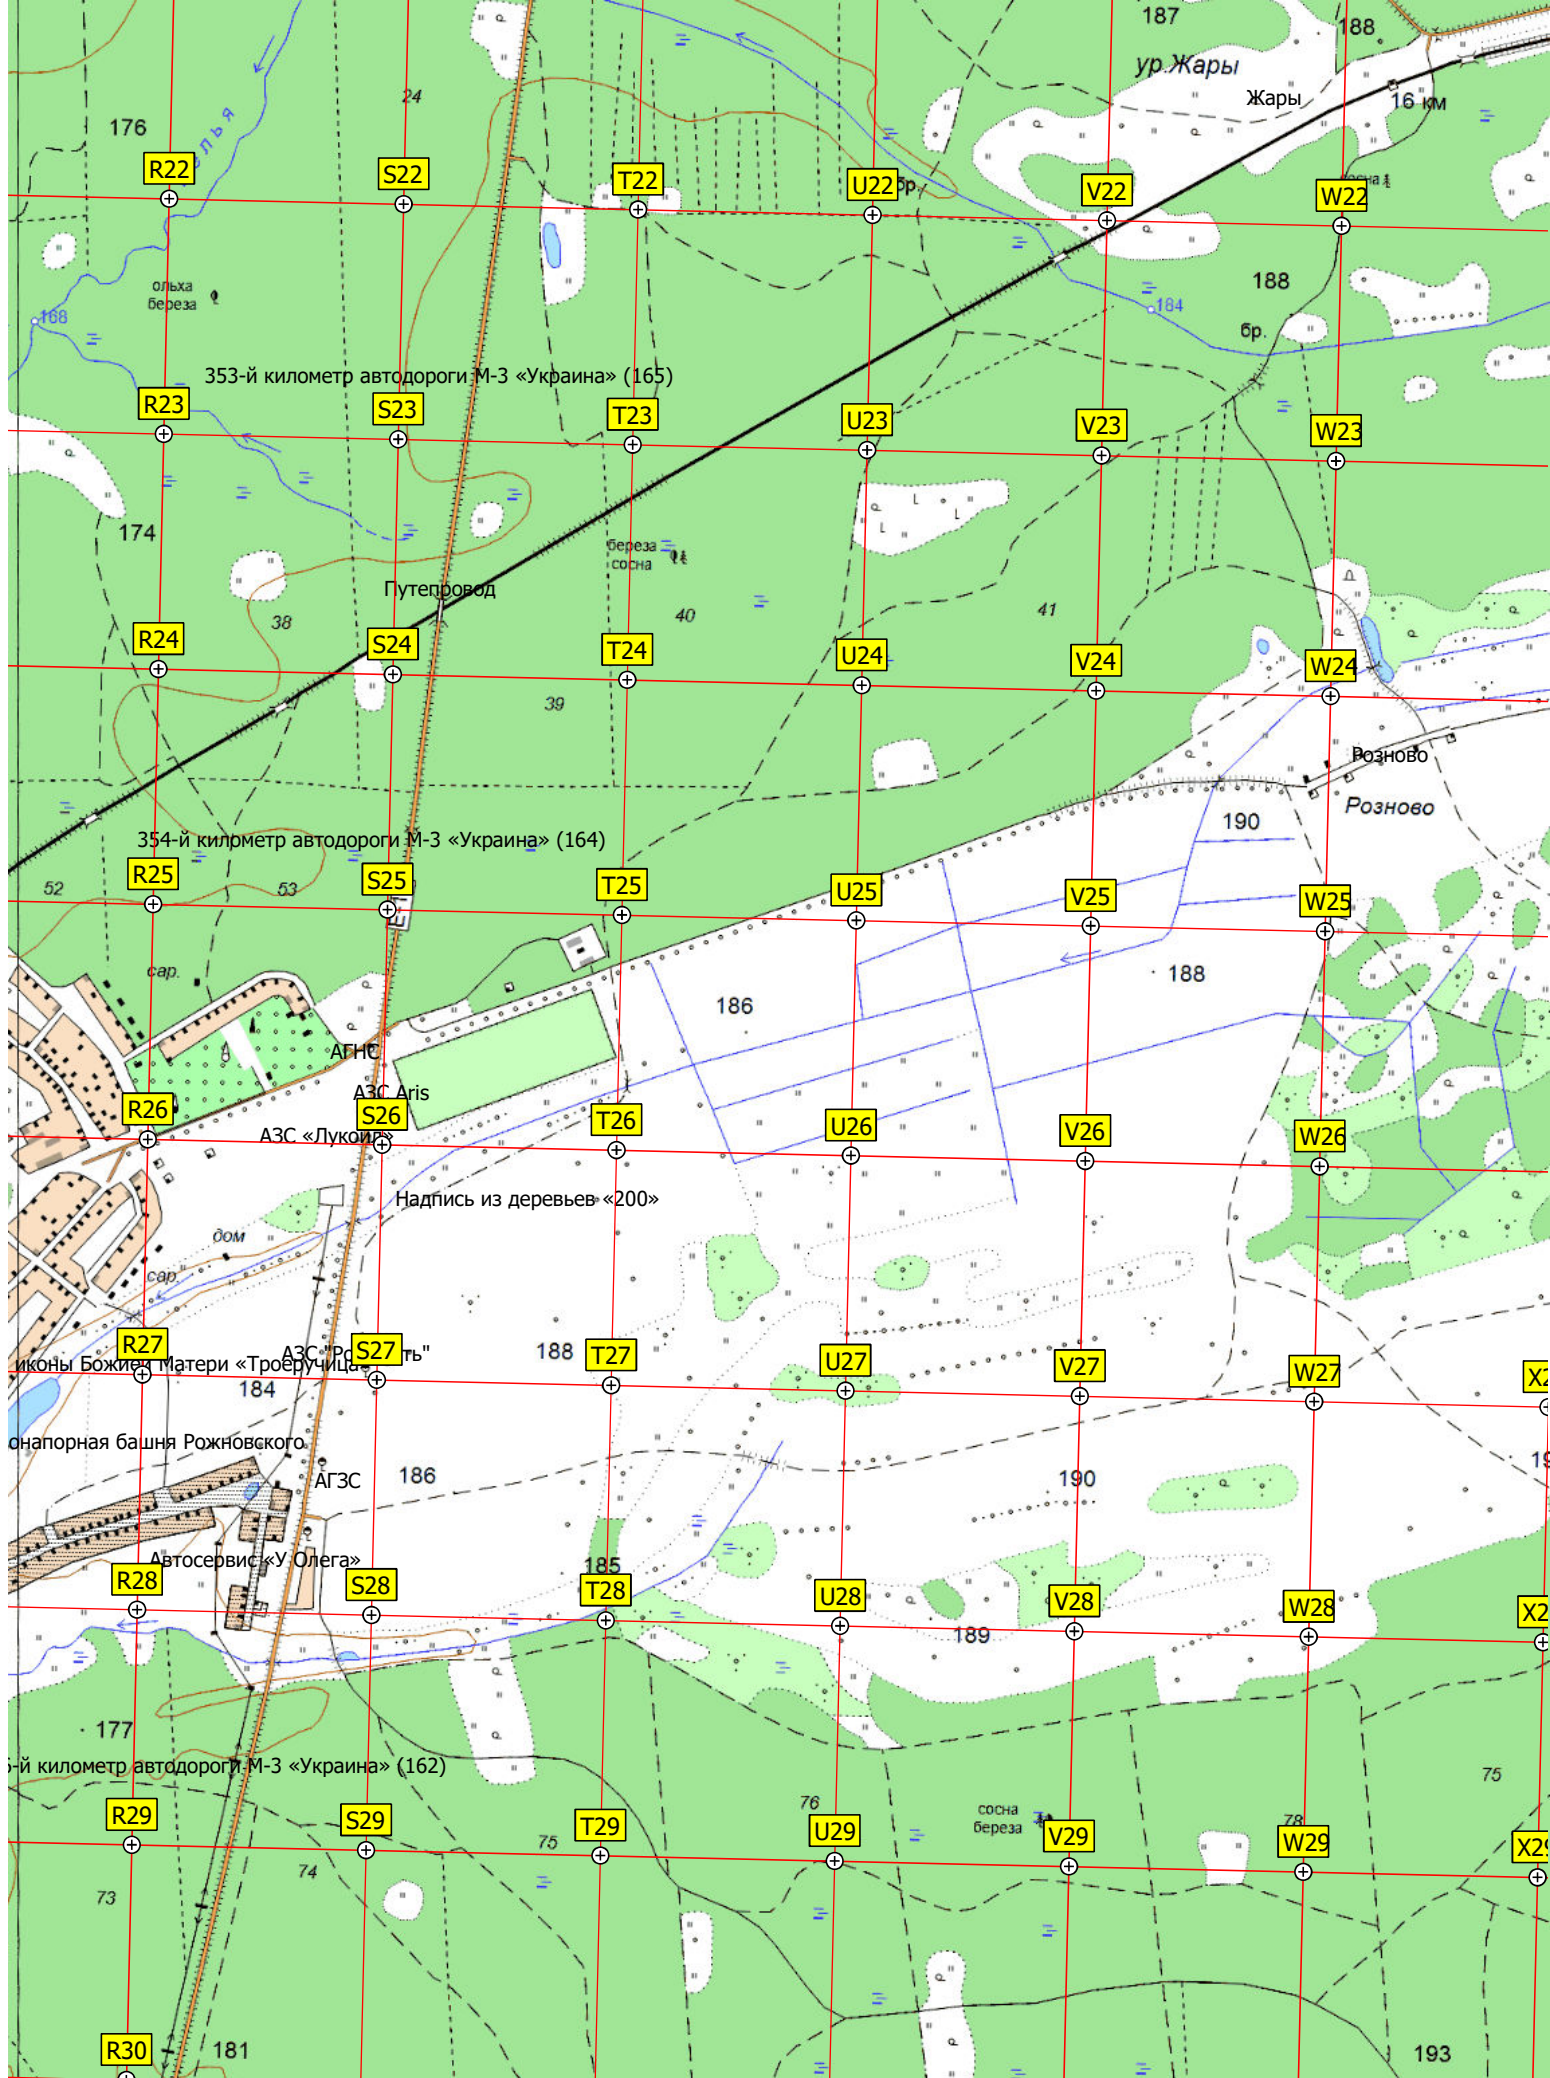 187
188
ур.Жары
Жары
24
16 км
176
R22
S22
T22
U22
бр.
V22
W22
188
ольха
береза
168
184
бр.
353-й километр автодороги М-3 «Украина» (165)
R23
S23
T23
U23
V23
W23
174
береза
сосна
Путепровод
38
40
41
R24
S24
T24
U24
V24
W24
39
Розново
Розново
190
354-й километр автодороги М-3 «Украина» (164)
52
R25
53
S25
T25
U25
V25
W25
сар.
188
186
АГНС
АЗС Aris
R26
S26
АЗС «Лукойл»
T26
U26
V26
W26
Надпись из деревьев «200»
дом
сар.
R27
S27
188
T27
U27
V27
W27
иконы Божией Матери «Троеручица»
184
онапорная башня Рожновского
АГЗС
186
190
Автосервис «У Олега»
185
R28
S28
T28
U28
V28
W28
189
177
-й километр автодороги М-3 «Украина» (162)
75
76
сосна
береза
78
R29
S29
75
T29
U29
V29
W29
X29
74
73
R30
181
193